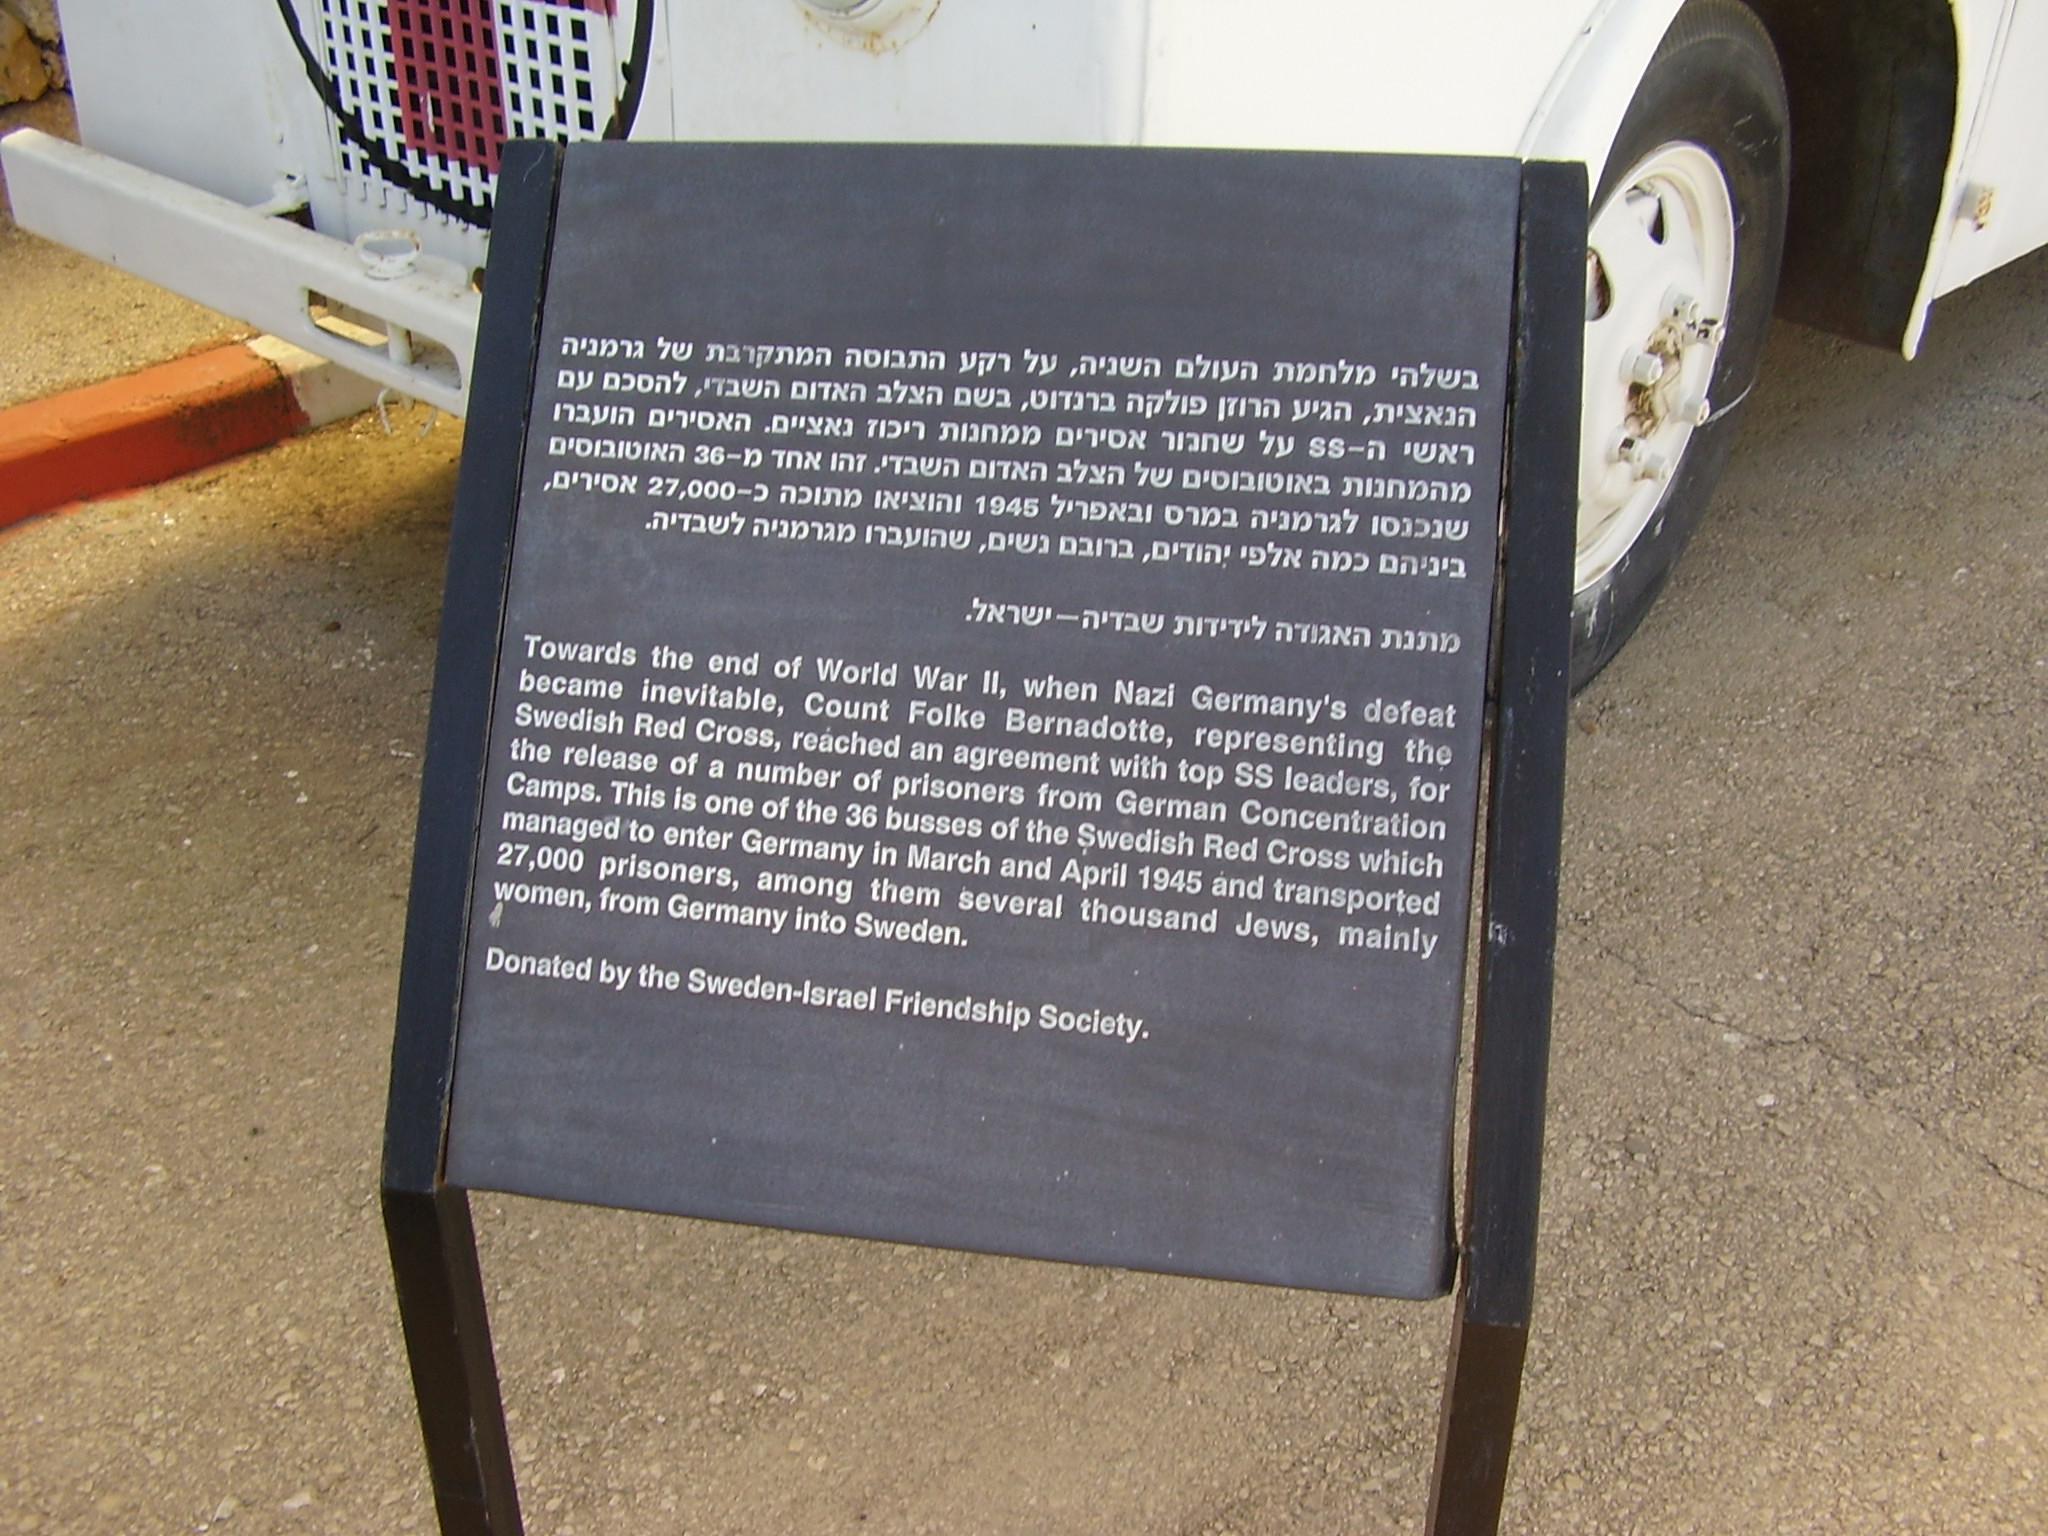 בשלהי מלחמת העולם השניה, על רקע התבוסה המתקרבת של גרמניה
הנאצית, הגיע הרוזן פולקה ברנדוט, בשם הצלב האדום השבדי, להסכם עם
ראשי ה–SS על שחרור אסירים ממחנות ריכוז נאציים. האסירים הועברו
מהמחנות באוטובוסים של הצלב האדום השבדי. זהו אחד מ–36 האוטובוסים
שנכנסו לגרמניה במרס ובאפריל 1945 והוציאו מתוכה כ–27,000 אסירים,
ביניהם כמה אלפי יהודים, ברובם נשים, שהועברו מגרמניה לשבדיה.
מתנת האגודה לידידות שבדיה–ישראל.
Towards the end of World War II, when Nazi Germany's defeat
became inevitable, Count Folke Bernadotte, representing the
Swedish Red Cross, reached an agreement with top SS leaders, for
the release of a number of prisoners from German Concentration
Camps. This is one of the 36 busses of the Swedish Red Cross which
managed to enter Germany in March and April 1945 and transported
27,000 prisoners, among them several thousand Jews, mainly
women, from Germany into Sweden.
Donated by the Sweden-Israel Friendship Society.